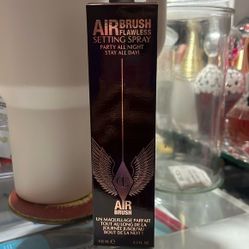 AIRBRUSH
FLAWLESS
SETTING SPRAY
PARTY ALL NIGHT
STAY ALL DAY!
AIR
BRUSH
UN MAQUILLAGE PARFAIT
TOUT AU LONG DE LA
JOURNÉE JUSQU'AU
BOUT DE LA NUIT !